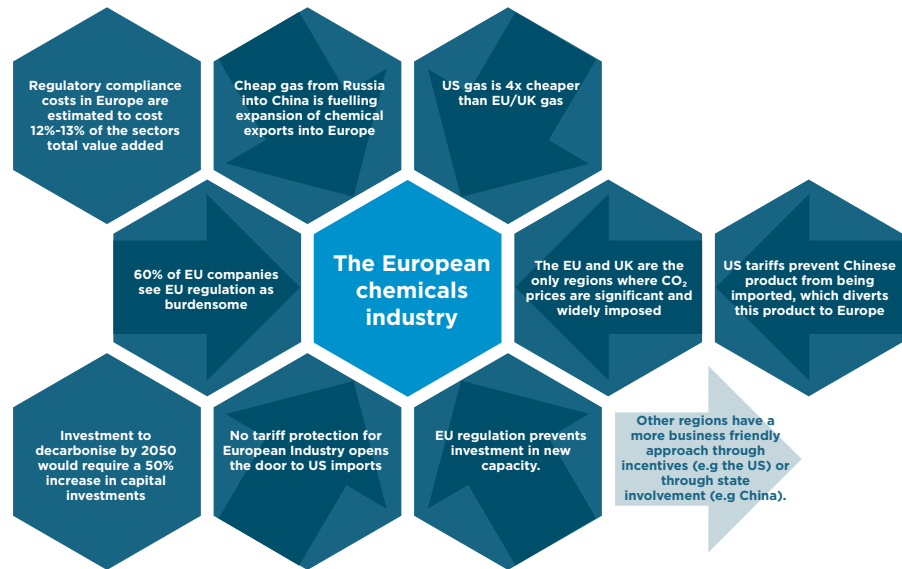 Regulatory compliance
costs in Europe are
estimated to cost
12%-13% of the sectors
total value added
Cheap gas from Russia
into China is fuelling
expansion of chemical
exports into Europe
US gas is 4x cheaper
than EU/UK gas
60% of EU companies
see EU regulation as
burdensome
The European
chemicals
industry
The EU and UK are the
only regions where CO₂
prices are significant and
widely imposed
US tariffs prevent Chinese
product from being
imported, which diverts
this product to Europe
Investment to
decarbonise by 2050
would require a 50%
increase in capital
investments
No tariff protection for
European Industry opens
the door to US imports
EU regulation prevents
investment in new
capacity.
Other regions have a
more business friendly
approach through
incentives (e.g the US) or
through state
involvement (e.g China).